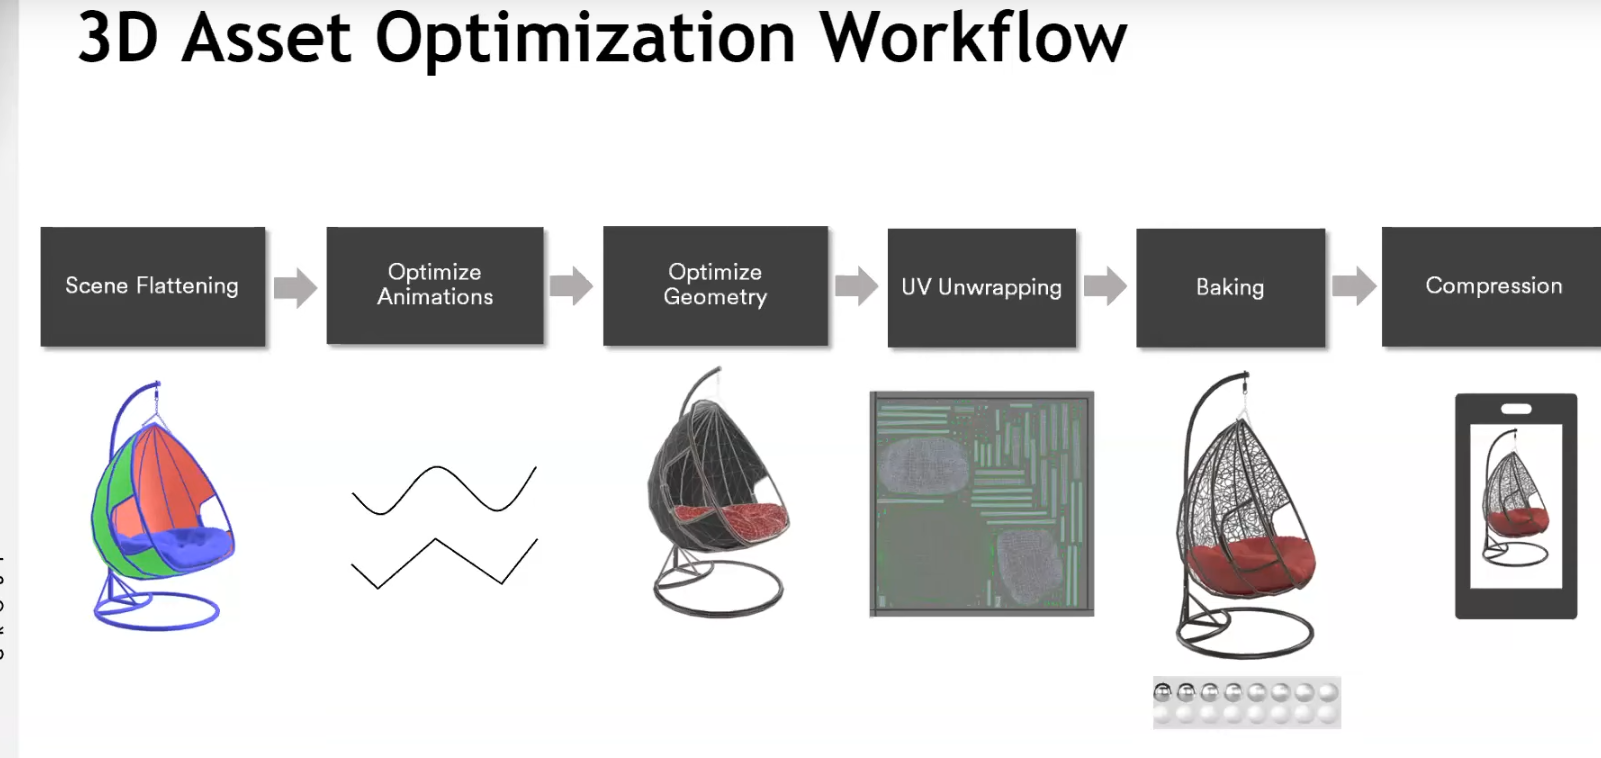 3D Asset Optimization Workflow
Scene Flattening
Optimize
Animations
Optimize
Geometry
UV Unwrapping
Baking
Compression